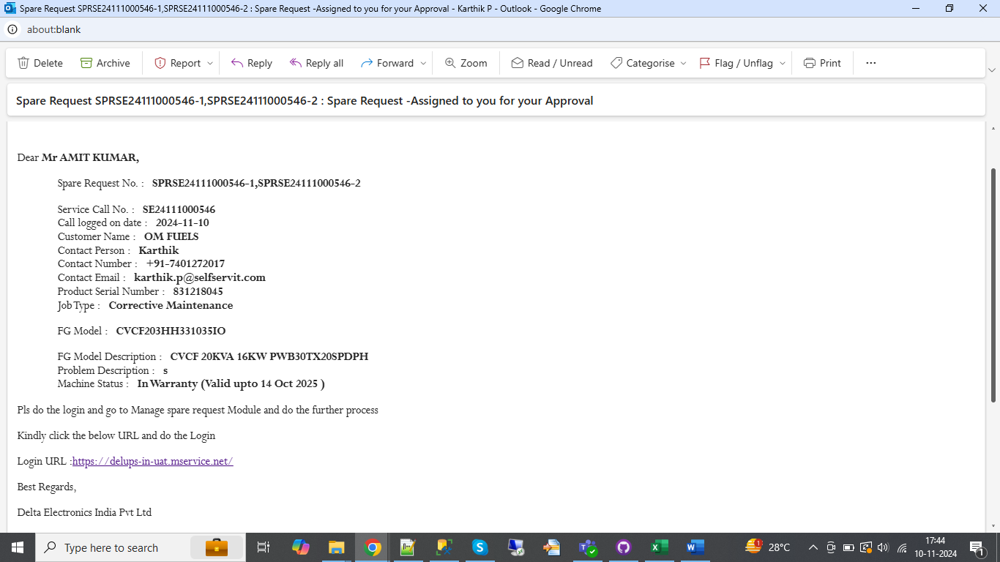 Spare Request SPRSE24111000546-1,SPRSE24111000546-2 : Spare Request -Assigned to you for your Approval - Karthik P - Outlook - Google Chrome
about:blank
Delete Archive Report Reply Reply all Forward Zoom Read / Unread Categorise Flag / Unflag Print ...
Spare Request SPRSE24111000546-1,SPRSE24111000546-2 : Spare Request -Assigned to you for your Approval
Dear Mr AMIT KUMAR,
Spare Request No. : SPRSE24111000546-1,SPRSE24111000546-2
Service Call No. : SE24111000546
Call logged on date : 2024-11-10
Customer Name : OM FUELS
Contact Person : Karthik
Contact Number : +91-7401272017
Contact Email : karthik.p@selfservit.com
Product Serial Number : 831218045
Job Type : Corrective Maintenance
FG Model : CVCF203HH331035IO
FG Model Description : CVCF 20KVA 16KW PWB30TX20SPDPH
Problem Description : s
Machine Status : In Warranty (Valid upto 14 Oct 2025 )
Pls do the login and go to Manage spare request Module and do the further process
Kindly click the below URL and do the Login
Login URL :https://delups-in-uat.mservice.net/
Best Regards,
Delta Electronics India Pvt Ltd
Type here to search
1
28°C
17:44
10-11-2024
1